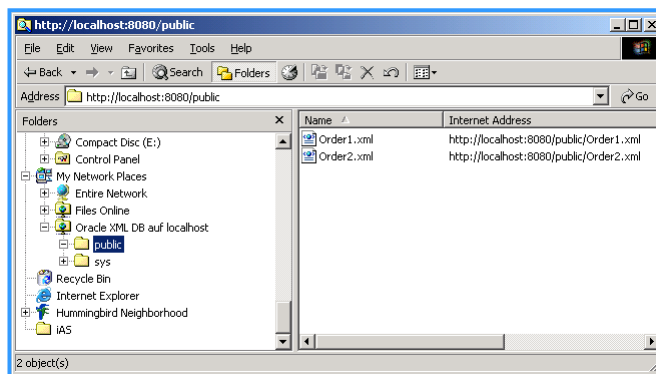 http://localhost:8080/public
File Edit View Favorites Tools Help
Back Search Folders
Address http://localhost:8080/public Go
Folders
Name Internet Address
Order1.xml http://localhost:8080/public/Order1.xml
Order2.xml http://localhost:8080/public/Order2.xml
Compact Disc (E:)
Control Panel
My Network Places
Entire Network
Files Online
Oracle XML DB auf localhost
public
sys
Recycle Bin
Internet Explorer
Hummingbird Neighborhood
iAS
2 object(s)